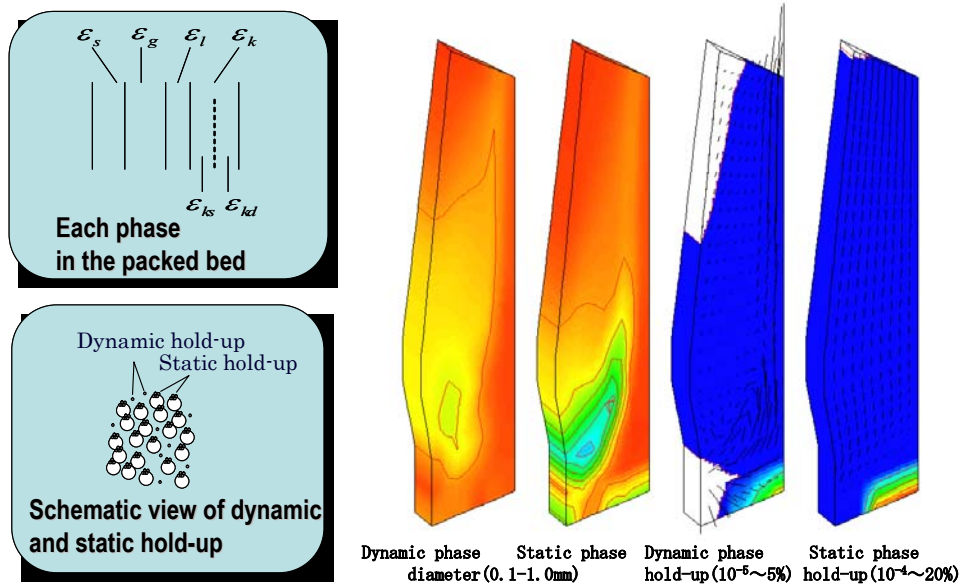 εs εg εl εk
εks εkd
Each phase
in the packed bed
Dynamic hold-up
Static hold-up
Schematic view of dynamic
and static hold-up
Dynamic phase Static phase
diameter(0.1-1.0mm)
Dynamic phase
hold-up(10⁻⁵～5%)
Static phase
hold-up(10⁻⁴～20%)